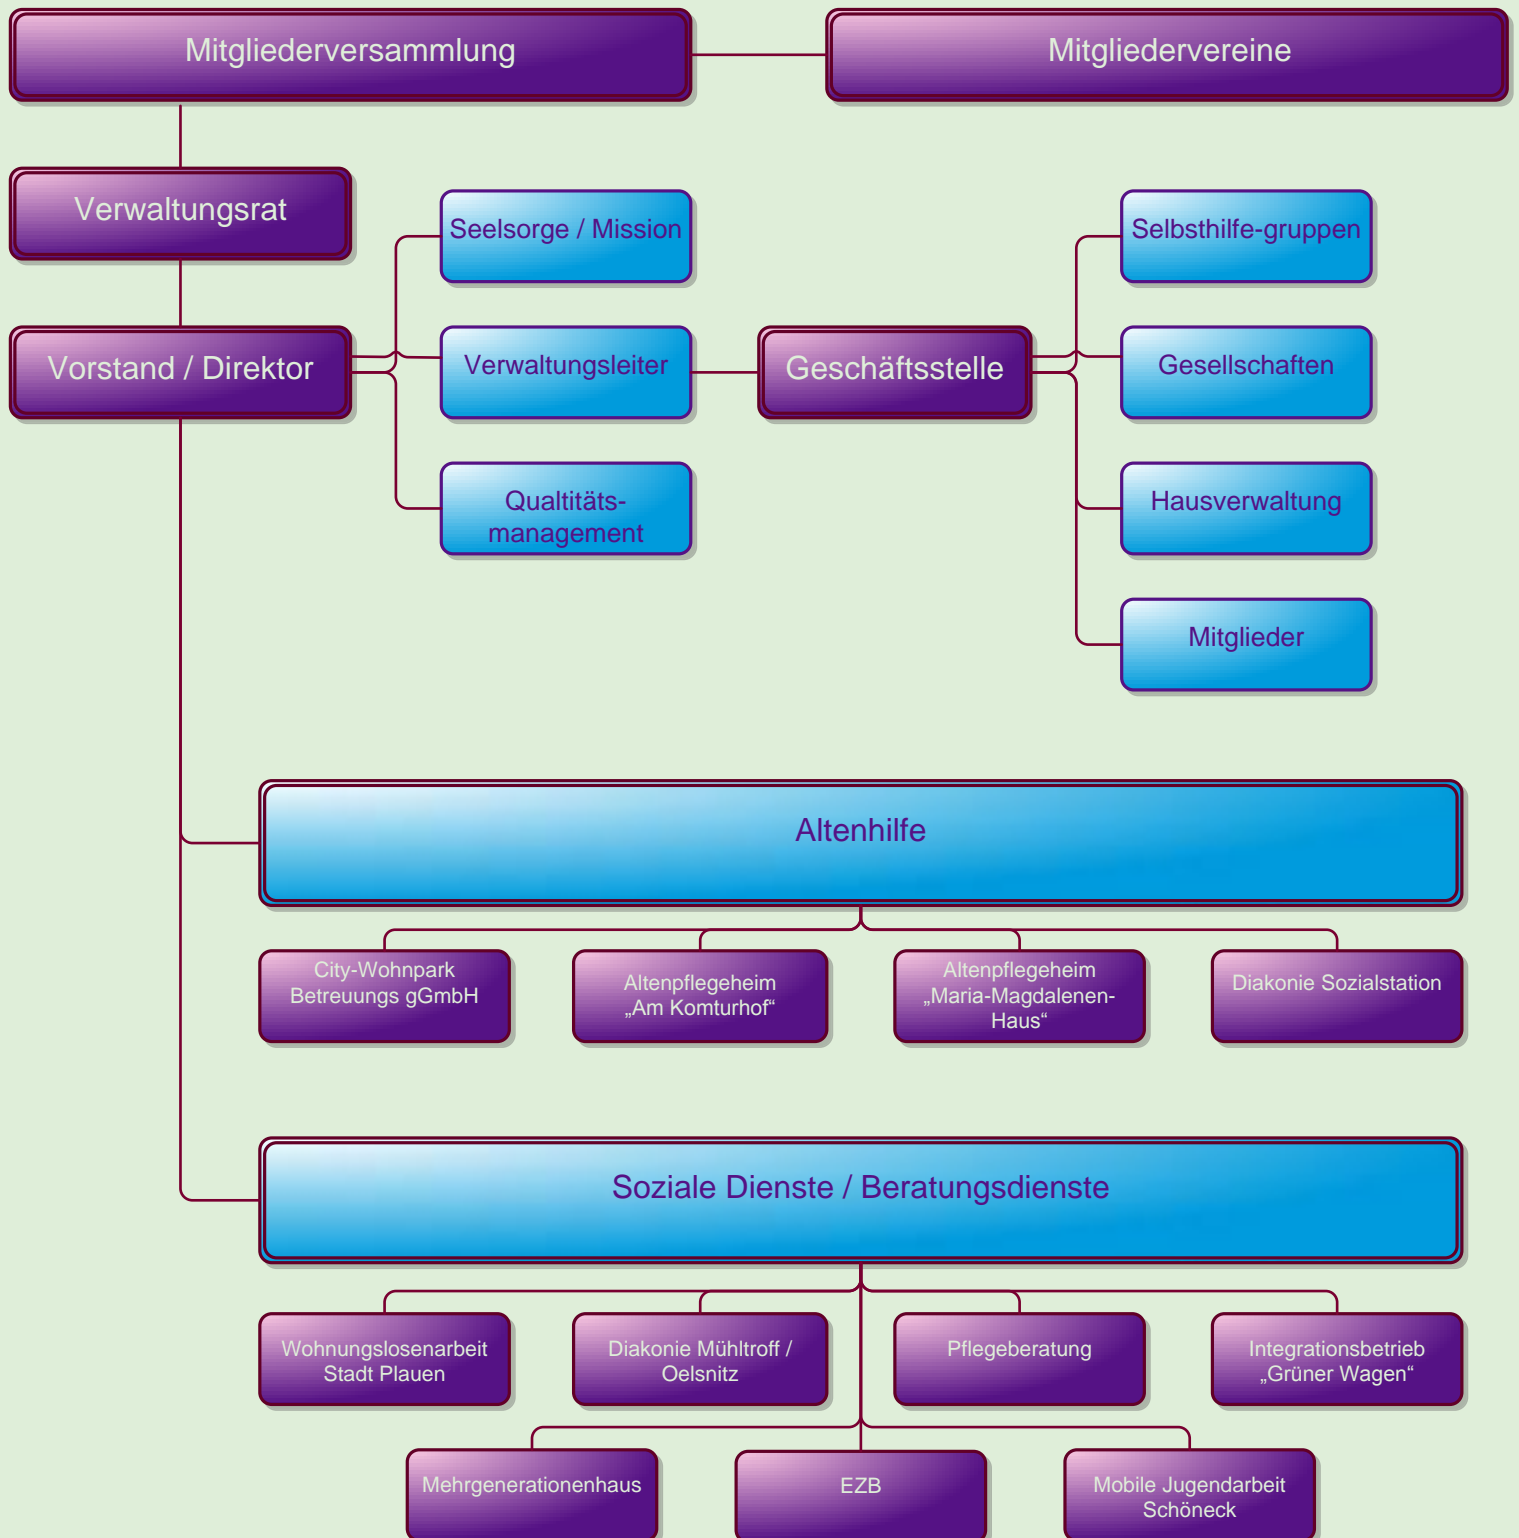 Mitgliederversammlung
Mitgliedervereine
Verwaltungsrat
Seelsorge / Mission
Selbsthilfe-gruppen
Vorstand / Direktor
Verwaltungsleiter
Geschäftsstelle
Gesellschaften
Qualtitäts-
management
Hausverwaltung
Mitglieder
Altenhilfe
City-Wohnpark
Betreuungs gGmbH
Altenpflegeheim
„Am Komturhof“
Altenpflegeheim
„Maria-Magdalenen-
Haus“
Diakonie Sozialstation
Soziale Dienste / Beratungsdienste
Wohnungslosenarbeit
Stadt Plauen
Diakonie Mühltroff /
Oelsnitz
Pflegeberatung
Integrationsbetrieb
„Grüner Wagen“
Mehrgenerationenhaus
EZB
Mobile Jugendarbeit
Schöneck